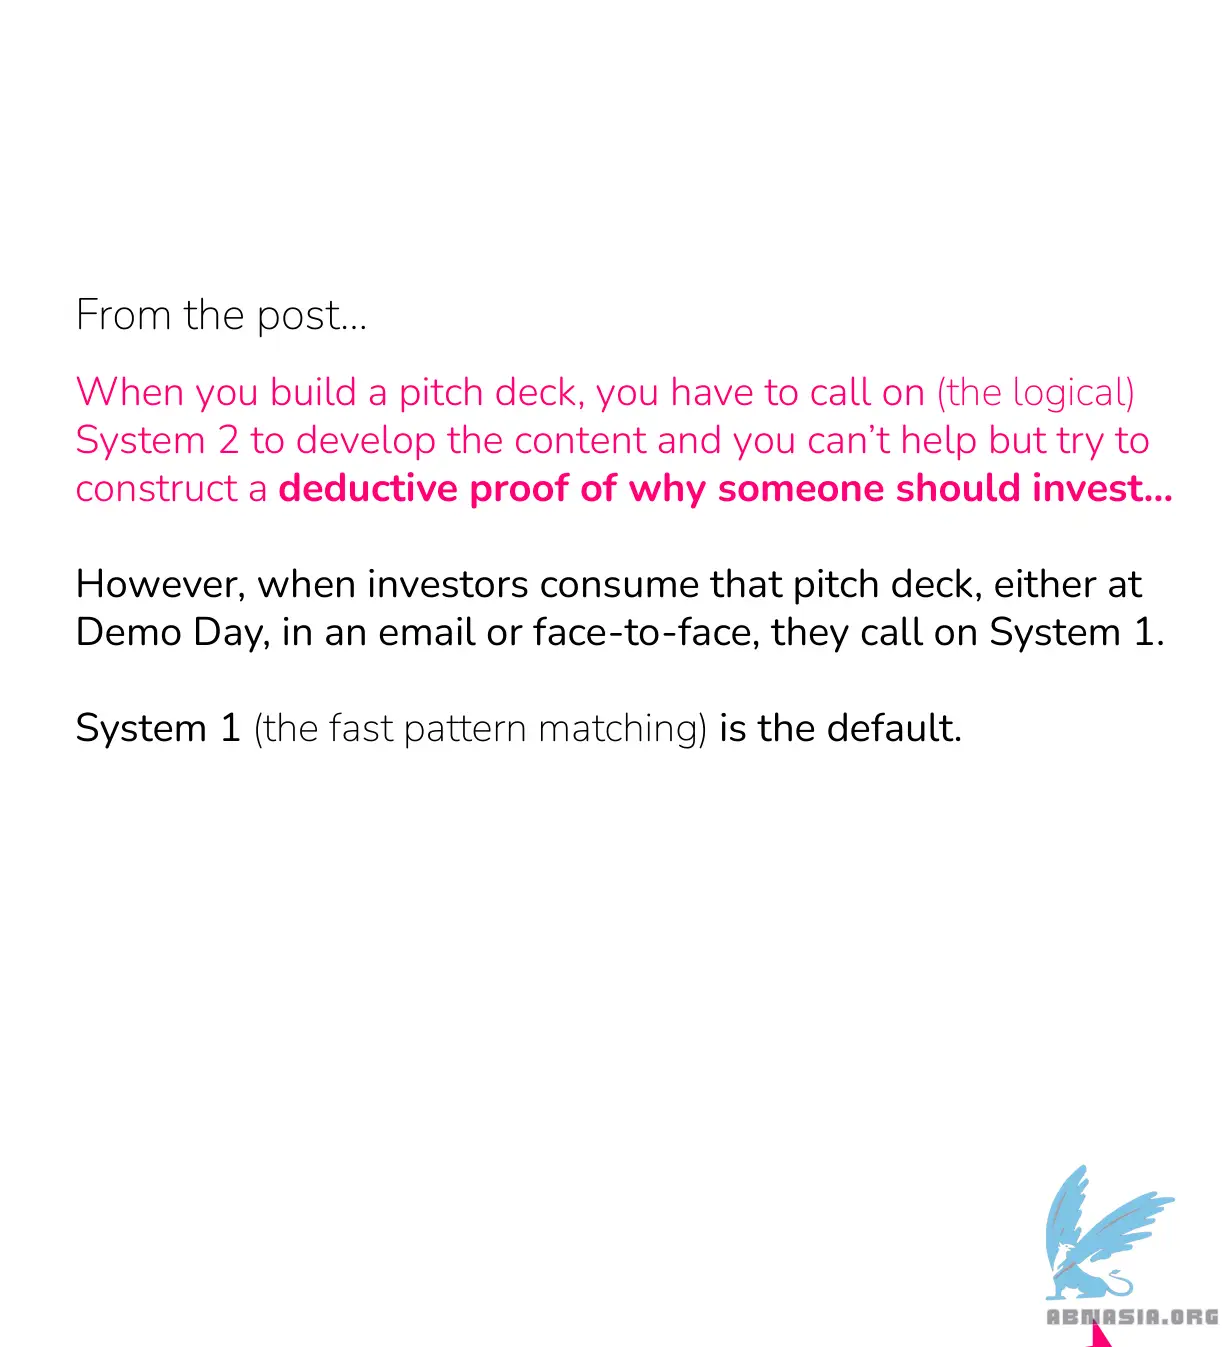 From the post...
When you build a pitch deck, you have to call on (the logical)
System 2 to develop the content and you can’t help but try to
construct a deductive proof of why someone should invest...
However, when investors consume that pitch deck, either at
Demo Day, in an email or face-to-face, they call on System 1.
System 1 (the fast pattern matching) is the default.
ABMASIA.ORG